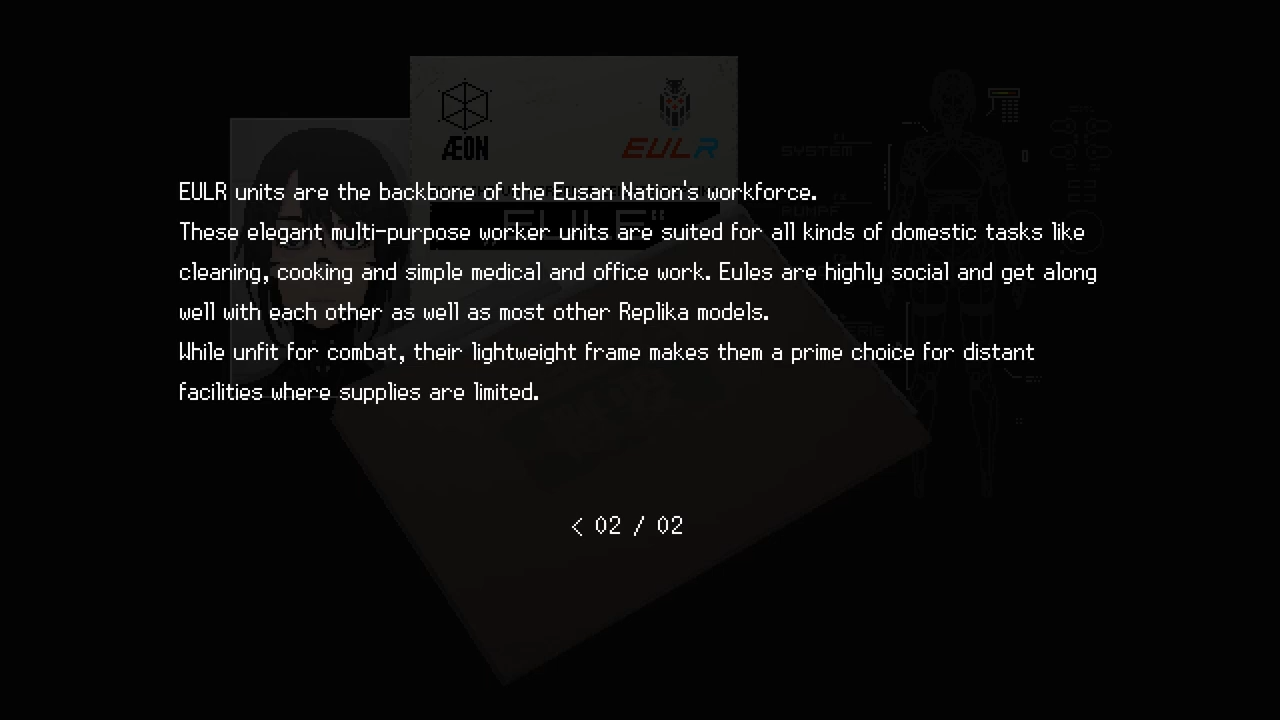 ÆON
EULR
SYSTEM
RUMPF
„EULE“
EULR units are the backbone of the Eusan Nation's workforce.
These elegant multi-purpose worker units are suited for all kinds of domestic tasks like
cleaning, cooking and simple medical and office work. Eules are highly social and get along
well with each other as well as most other Replika models.
While unfit for combat, their lightweight frame makes them a prime choice for distant
facilities where supplies are limited.
< 02 / 02